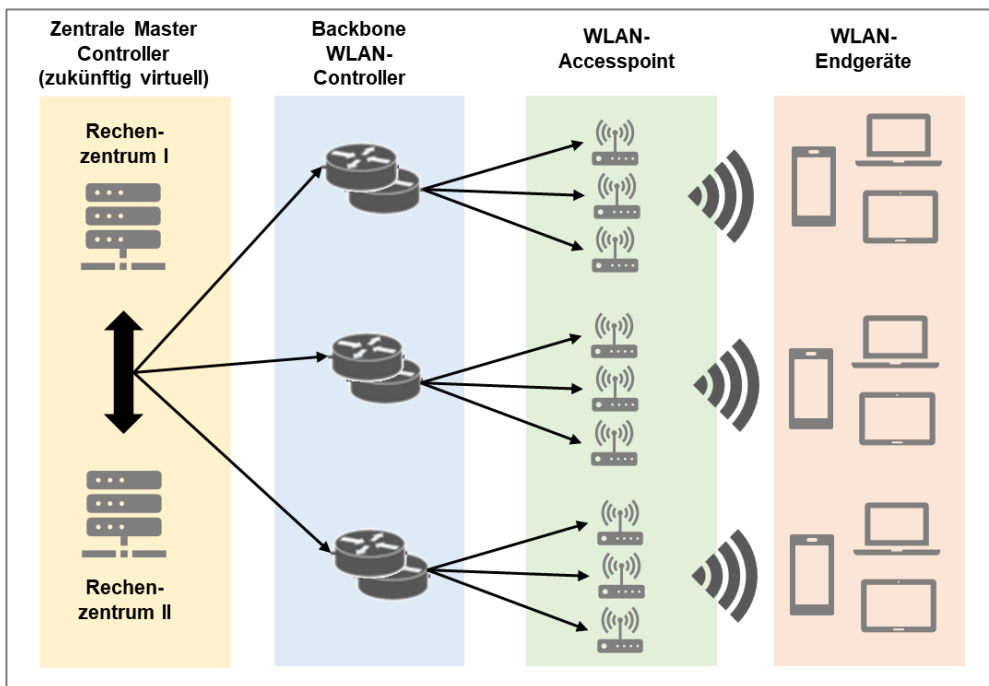 Zentrale Master
Controller
(zukünftig virtuell)
Backbone
WLAN-
Controller
WLAN-
Accesspoint
WLAN-
Endgeräte
Rechen-
zentrum I
Rechen-
zentrum II